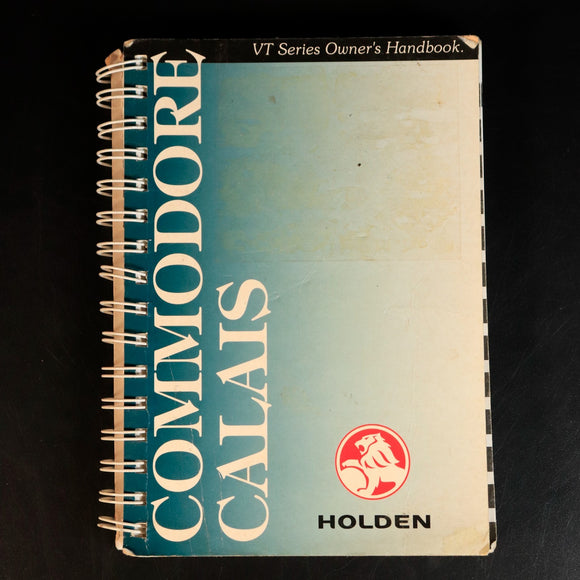 VT Series Owner's Handbook.
COMMODORE
CALAIS
HOLDEN